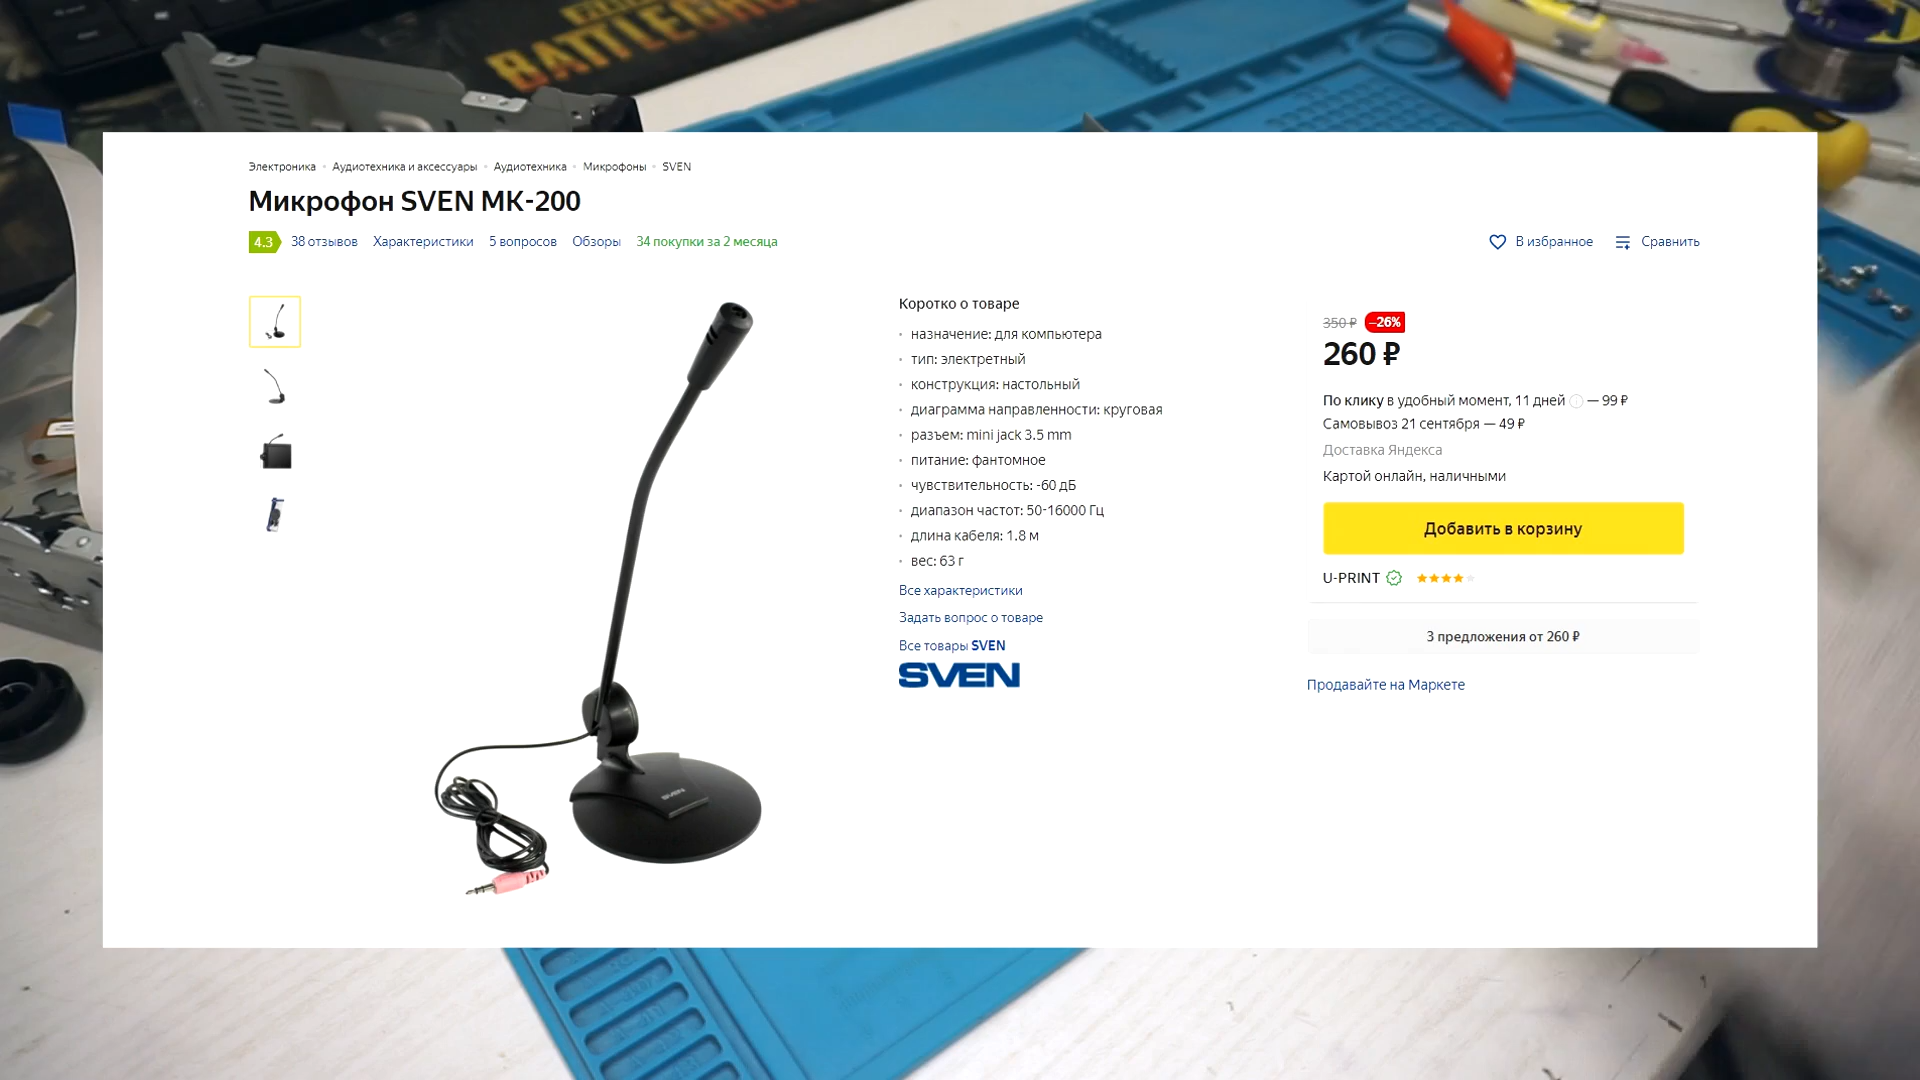 BATTLEGR
Электроника • Аудиотехника и аксессуары • Аудиотехника • Микрофоны • SVEN
Микрофон SVEN MK-200
4.3 38 отзывов Характеристики 5 вопросов Обзоры 34 покупки за 2 месяца
В избранное Сравнить
Коротко о товаре
• назначение: для компьютера
• тип: электретный
• конструкция: настольный
• диаграмма направленности: круговая
• разъем: mini jack 3.5 mm
• питание: фантомное
• чувствительность: -60 дБ
• диапазон частот: 50-16000 Гц
• длина кабеля: 1.8 м
• вес: 63 г
Все характеристики
Задать вопрос о товаре
Все товары SVEN
SVEN
SVEN
350 ₽ –26%
260 ₽
По клику в удобный момент, 11 дней — 99 ₽
Самовывоз 21 сентября — 49 ₽
Доставка Яндекса
Картой онлайн, наличными
Добавить в корзину
U-PRINT
3 предложения от 260 ₽
Продавайте на Маркете